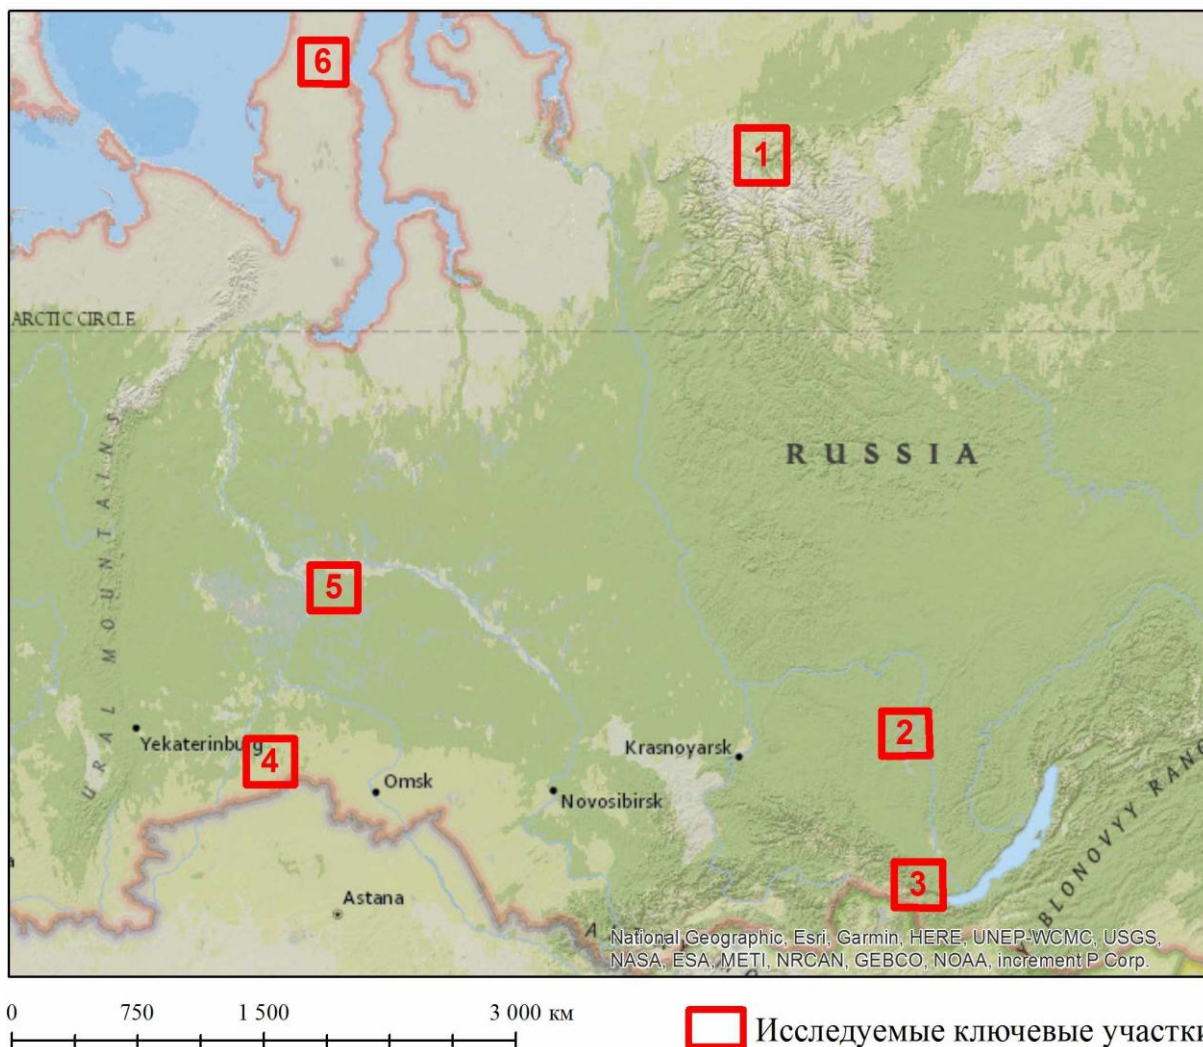 6
1
ARCTIC CIRCLE
RUSSIA
URAL MOUNTAINS
5
2
Yekaterinburg
Krasnoyarsk
4
Omsk
Novosibirsk
3
Astana
BLONOVYY RANG
A
National Geographic, Esri, Garmin, HERE, UNEP-WCMC, USGS,
NASA, ESA, METI, NRCAN, GEBCO, NOAA, increment P Corp.
0 750 1 500 3 000 км
Исследуемые ключевые участки